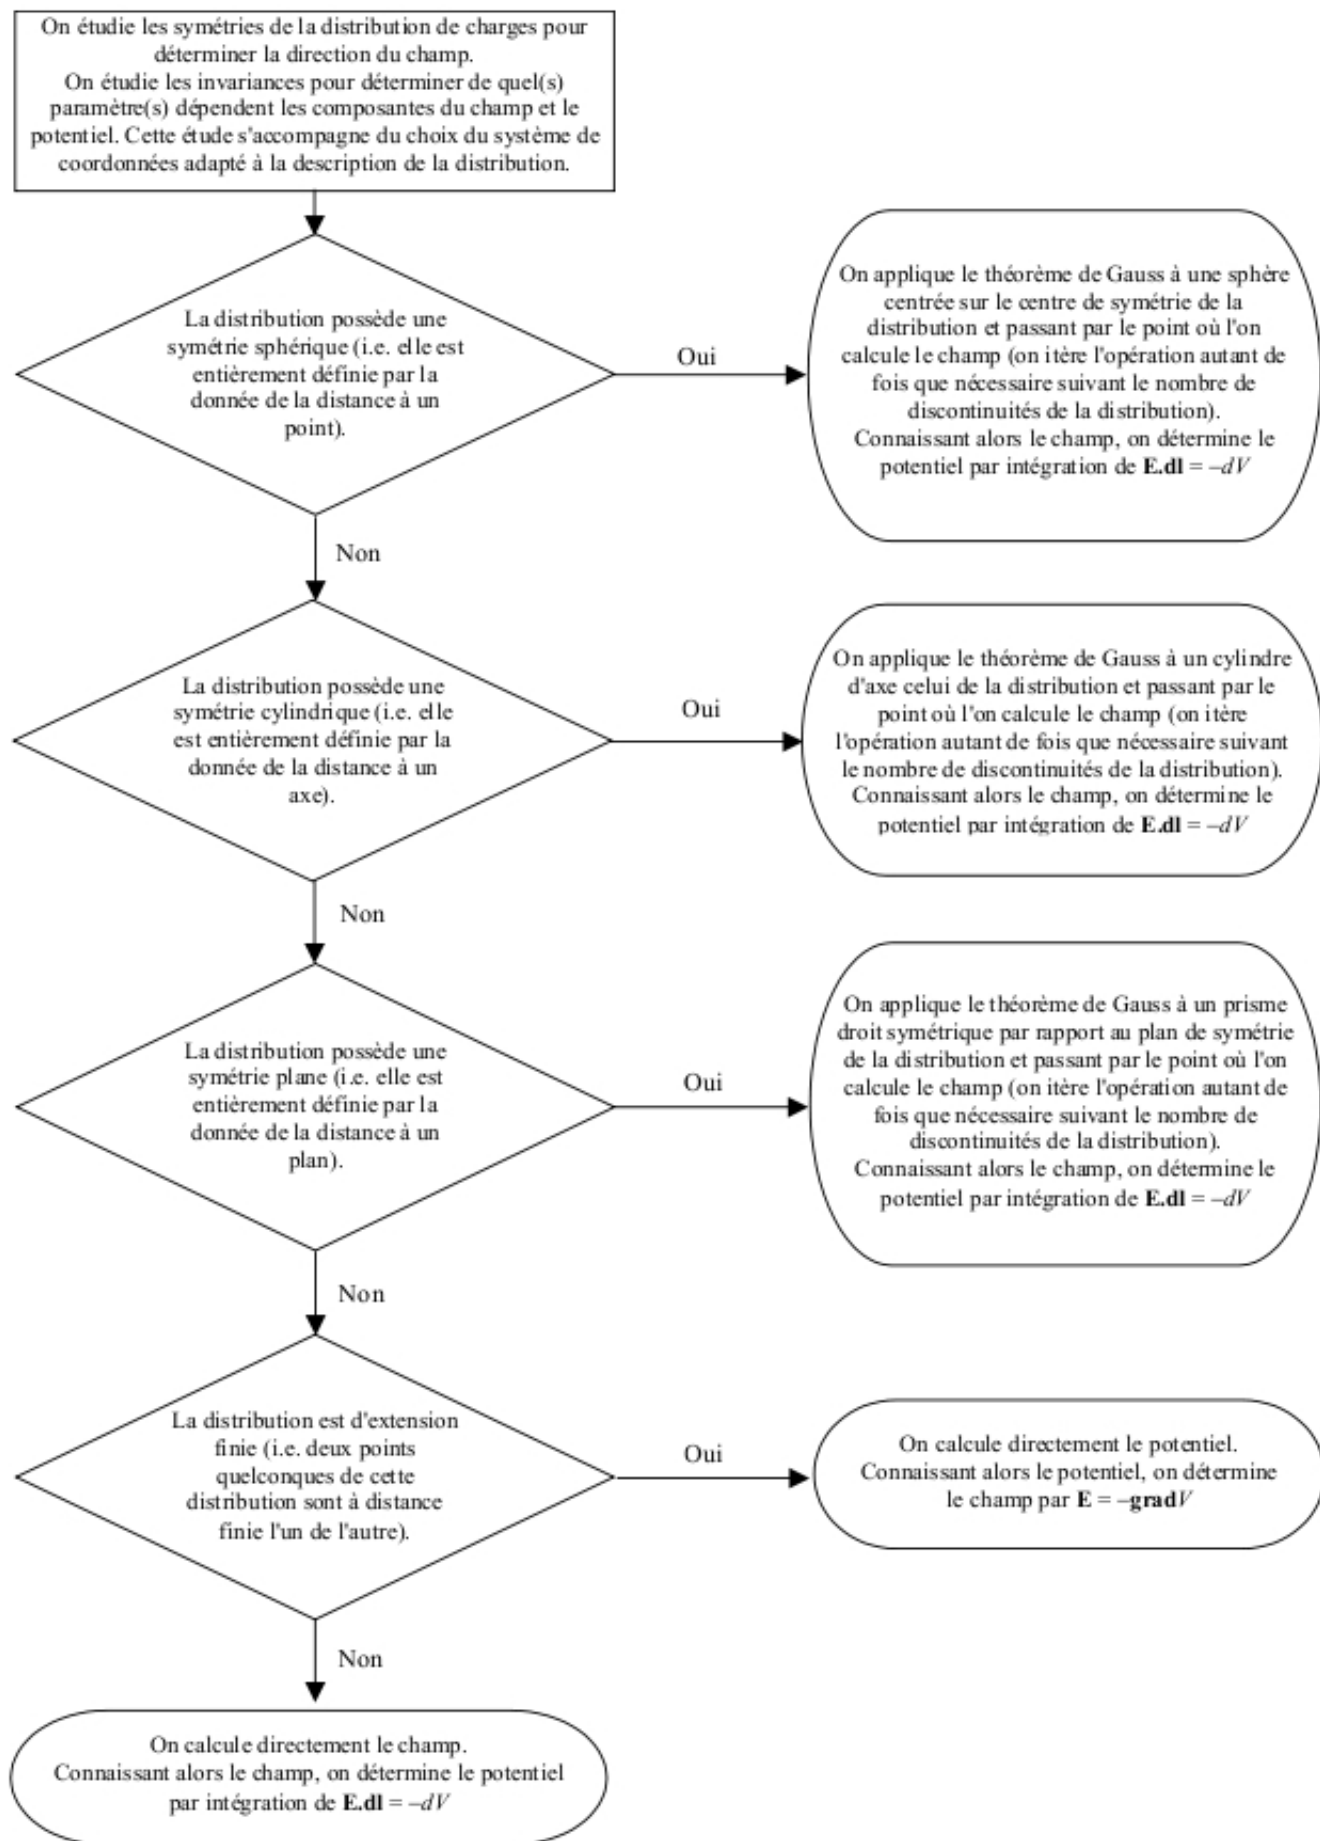 On étudie les symétries de la distribution de charges pour
déterminer la direction du champ.
On étudie les invariances pour déterminer de quel(s)
paramètre(s) dépendent les composantes du champ et le
potentiel. Cette étude s'accompagne du choix du système de
coordonnées adapté à la description de la distribution.
La distribution possède une
symétrie sphérique (i.e. elle est
entièrement définie par la
donnée de la distance à un
point).
Oui
On applique le théorème de Gauss à une sphère
centrée sur le centre de symétrie de la
distribution et passant par le point où l'on
calcule le champ (on itère l'opération autant de
fois que nécessaire suivant le nombre de
discontinuités de la distribution).
Connaissant alors le champ, on détermine le
potentiel par intégration de E.dl = –dV
Non
La distribution possède une
symétrie cylindrique (i.e. elle
est entièrement définie par la
donnée de la distance à un
axe).
Oui
On applique le théorème de Gauss à un cylindre
d'axe celui de la distribution et passant par le
point où l'on calcule le champ (on itère
l'opération autant de fois que nécessaire suivant
le nombre de discontinuités de la distribution).
Connaissant alors le champ, on détermine le
potentiel par intégration de E.dl = –dV
Non
La distribution possède une
symétrie plane (i.e. elle est
entièrement définie par la
donnée de la distance à un
plan).
Oui
On applique le théorème de Gauss à un prisme
droit symétrique par rapport au plan de symétrie
de la distribution et passant par le point où l'on
calcule le champ (on itère l'opération autant de
fois que nécessaire suivant le nombre de
discontinuités de la distribution).
Connaissant alors le champ, on détermine le
potentiel par intégration de E.dl = –dV
Non
La distribution est d'extension
finie (i.e. deux points
quelconques de cette
distribution sont à distance
finie l'un de l'autre).
Oui
On calcule directement le potentiel.
Connaissant alors le potentiel, on détermine
le champ par E = –gradV
Non
On calcule directement le champ.
Connaissant alors le champ, on détermine le potentiel
par intégration de E.dl = –dV